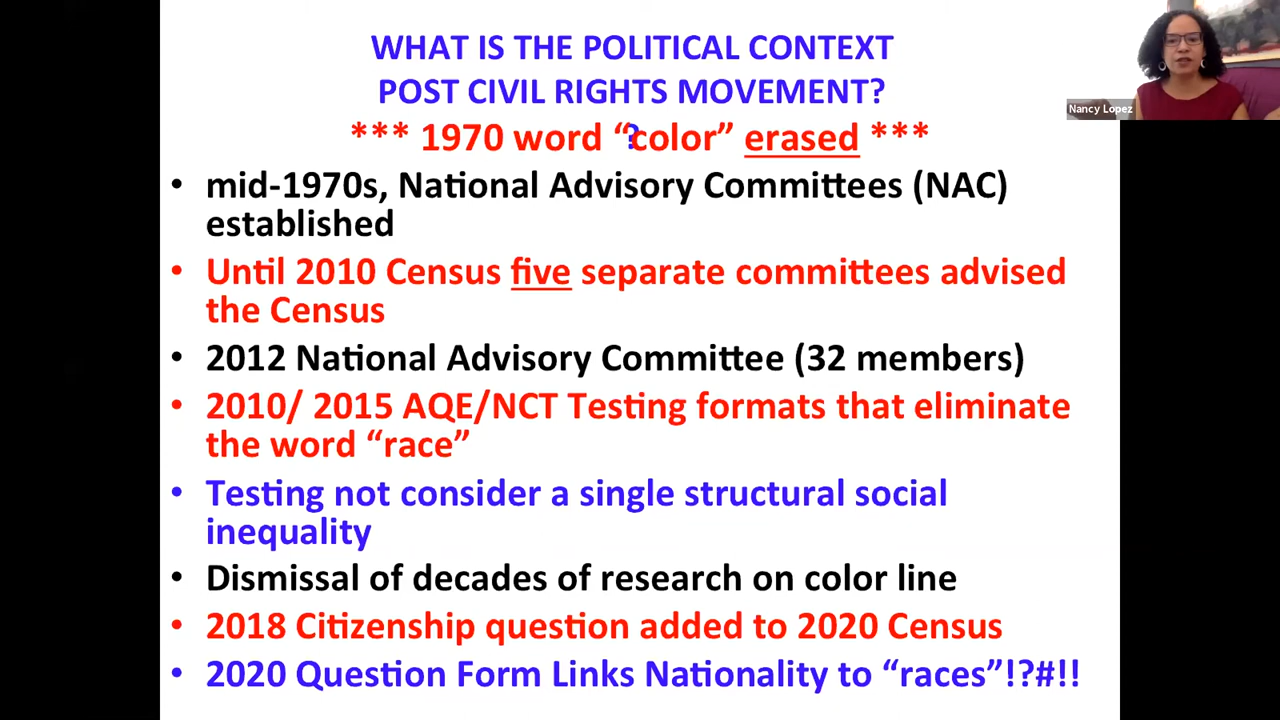 WHAT IS THE POLITICAL CONTEXT
POST CIVIL RIGHTS MOVEMENT?
?
*** 1970 word “color” erased ***
• mid-1970s, National Advisory Committees (NAC)
established
• Until 2010 Census five separate committees advised
the Census
• 2012 National Advisory Committee (32 members)
• 2010/ 2015 AQE/NCT Testing formats that eliminate
the word “race”
• Testing not consider a single structural social
inequality
• Dismissal of decades of research on color line
• 2018 Citizenship question added to 2020 Census
• 2020 Question Form Links Nationality to “races”!?#!!
Nancy Lopez